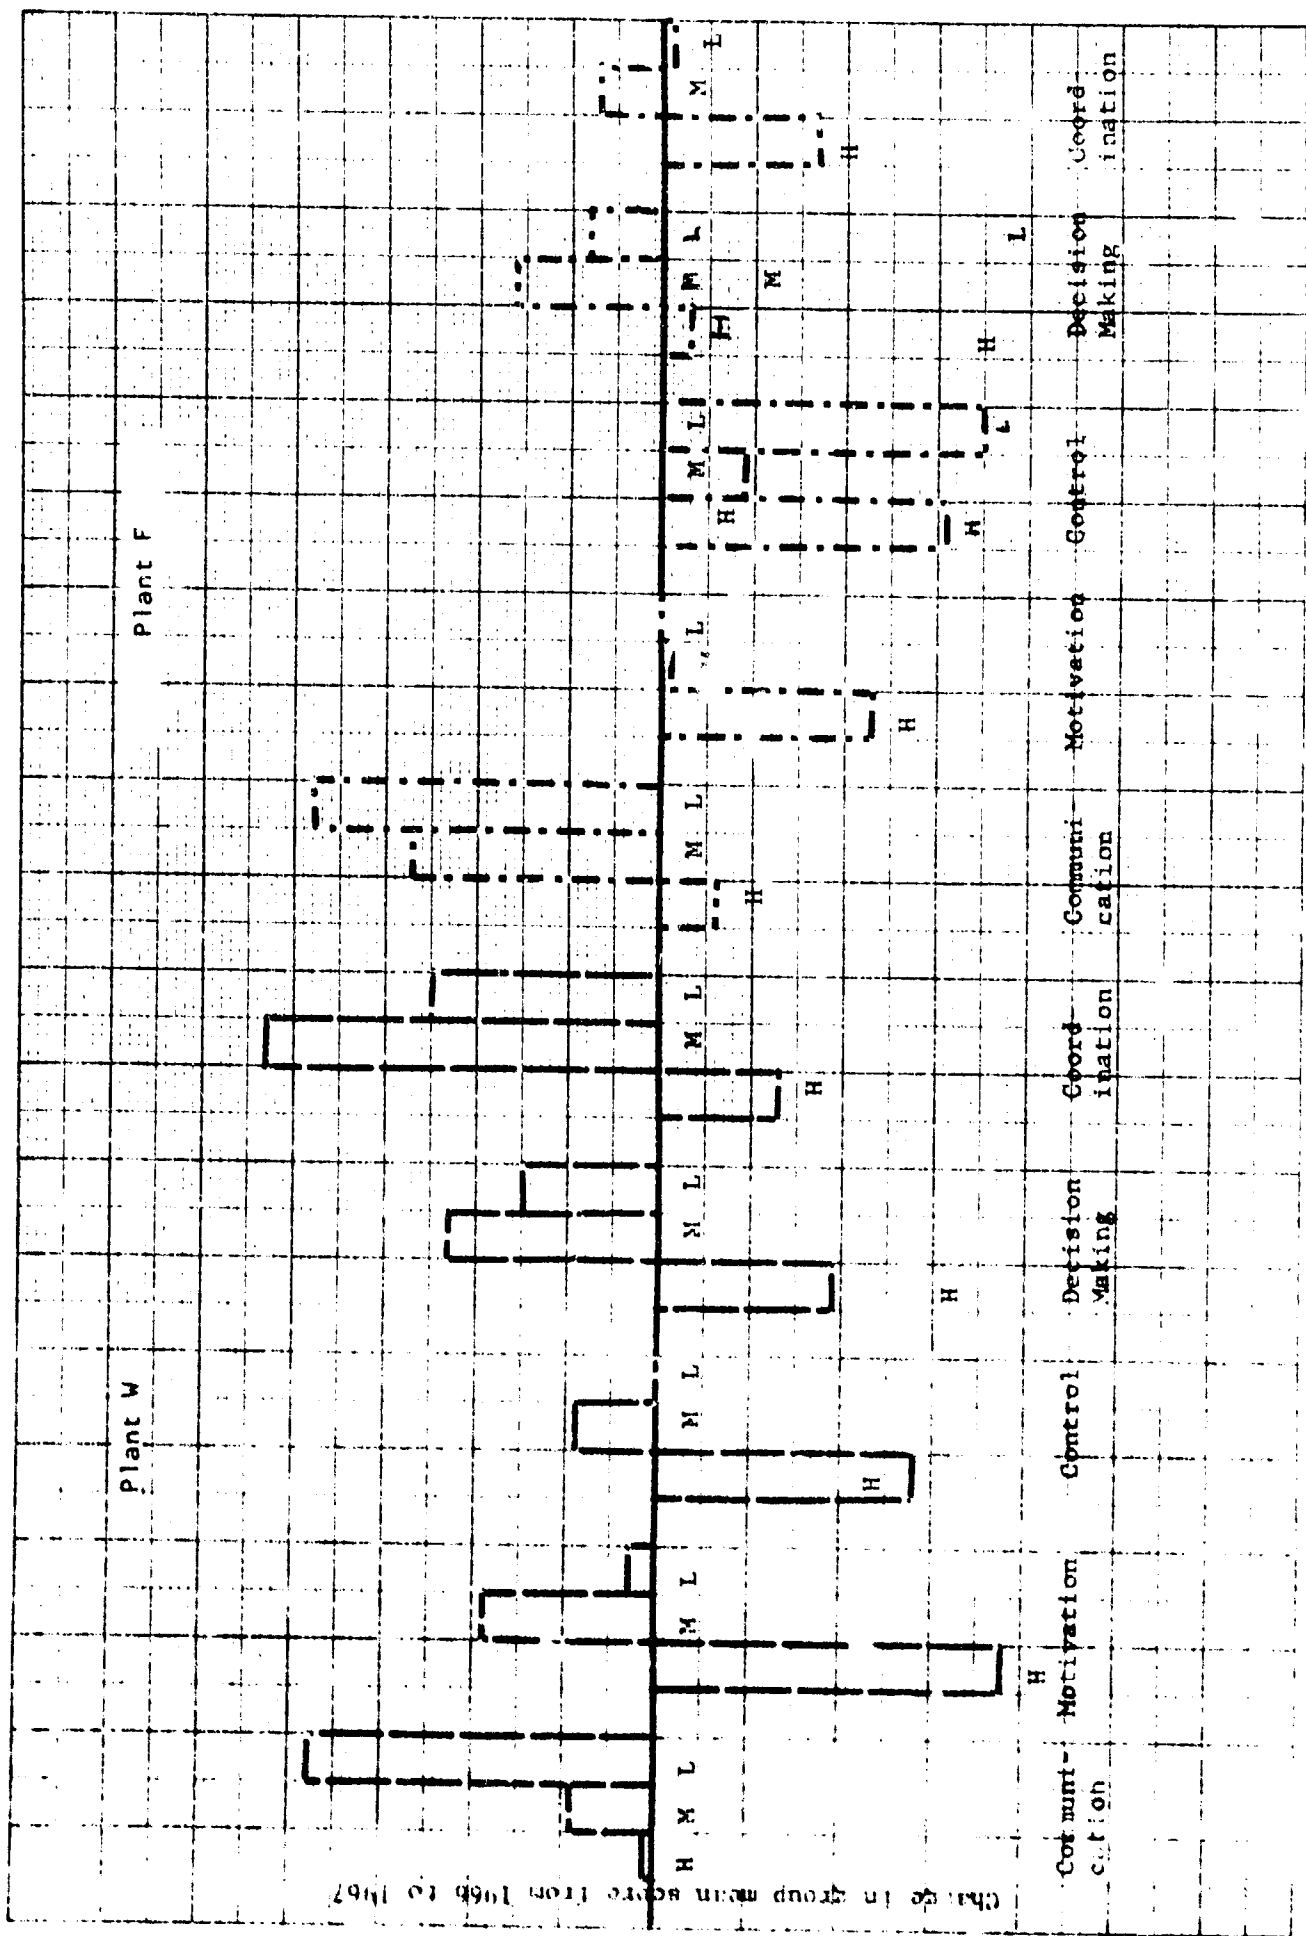 Plant W
Plant F
Change in group mean score from 1966 to 1967
H M L
H M L
H M L
H M L
H M L
H M L
H M L
H M L
H M L
H M L
H
H
L
H
M
L
Communi-
cation
Motivation
Control
Decision
Making
Coord-
ination
Communi-
cation
Motivation
Control
Decision
Making
Coord-
ination